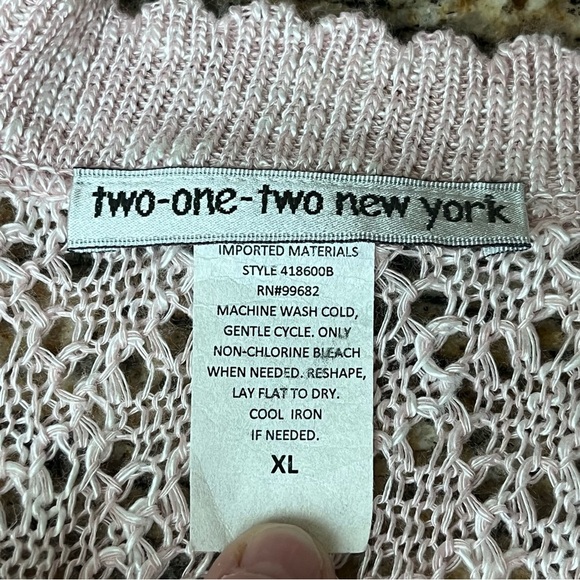 two-one-two new york
IMPORTED MATERIALS
STYLE 418600B
RN#99682
MACHINE WASH COLD,
GENTLE CYCLE. ONLY
NON-CHLORINE BLEACH
WHEN NEEDED. RESHAPE,
LAY FLAT TO DRY.
COOL IRON
IF NEEDED.
XL